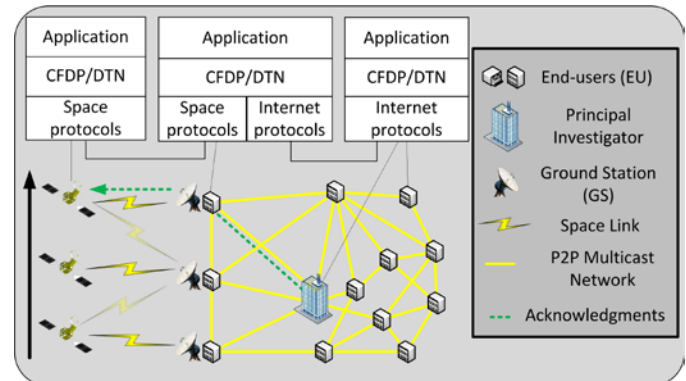 Application
CFDP/DTN
Space
protocols
Application
CFDP/DTN
Space
protocols
Internet
protocols
Application
CFDP/DTN
Internet
protocols
End-users (EU)
Principal
Investigator
Ground Station
(GS)
Space Link
P2P Multicast
Network
Acknowledgments